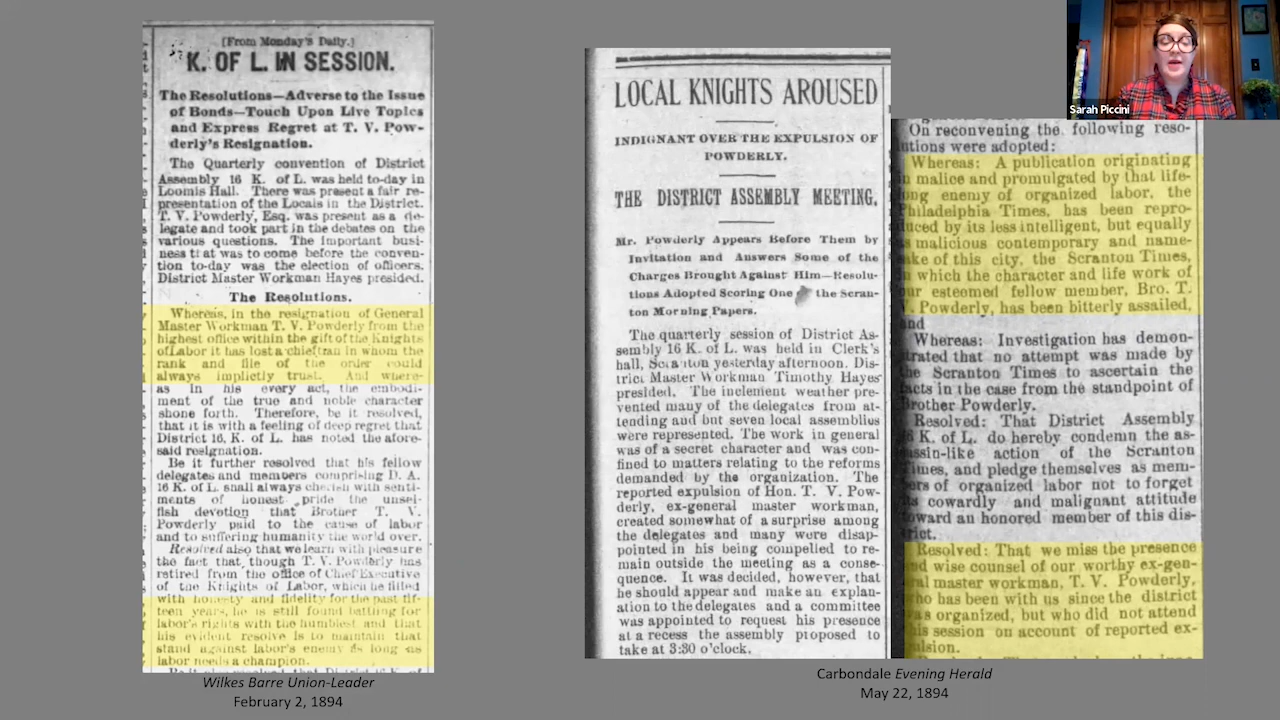 [From Monday's Daily.]
K. OF L. IN SESSION.
The Resolutions—Adverse to the Issue
of Bonds—Touch Upon Live Topics
and Express Regret at T. V. Pow-
derly's Resignation.
The Quarterly convention of District
Assembly 16 K. of L. was held to-day in
Loomis Hall. There was present a fair re-
presentation of the Locals in the District.
T. V. Powderly, Esq. was present as a de-
legate and took part in the debates on the
various questions. The important busi-
ness that was to come before the conven-
tion to-day was the election of officers.
District Master Workman Hayes presided.
The Resolutions.
Whereas, in the resignation of General
Master Workman T. V. Powderly from the
highest office within the gift of the Knights
of Labor it has lost a chieftian in whom the
rank and file of the order could
always implictly trust. And where-
as in his every act, the embodi-
ment of the true and noble character
shone forth. Therefore, be it resolved,
that it is with a feeling of deep regret that
District 16, K. of L. has noted the afore-
said resignation.
Be it further resolved that his fellow
delegates and members comprising D. A.
16 K. of L. shall always cherish with senti-
ments of honest pride the unsel-
fish devotion that Brother T. V.
Powderly paid to the cause of labor
and to suffering humanity the world over.
Resolved also that we learn with pleasure
the fact that, though T. V. Powderly has
retired from the office of Chief Executive
of the Knights of Labor, which he filled
with honesty and fidelity for the past fif-
teen years, he is still found battling for
labor's rights with the humblest and that
his evident resolve is to maintain that
stand against labor's enemy as long as
labor needs a champion.
Wilkes Barre Union-Leader
February 2, 1894
LOCAL KNIGHTS AROUSED
INDIGNANT OVER THE EXPULSION OF
POWDERLY.
THE DISTRICT ASSEMBLY MEETING.
Mr. Powderly Appears Before Them by
Invitation and Answers Some of the
Charges Brought Against Him—Resolu-
tions Adopted Scoring One the Scran-
ton Morning Papers.
The quarterly session of District As-
sembly 16 K. of L. was held in Clerk's
hall, Scranton yesterday afternoon. Dis-
trict Master Workman Timothy Hayes
presided. The inclement weather pre-
vented many of the delegates from at-
tending and but seven local assemblies
were represented. The work in general
was of a secret character and was con-
fined to matters relating to the reforms
demanded by the organization. The
reported expulsion of Hon. T. V. Pow-
derly, ex-general master workman,
created somewhat of a surprise among
the delegates and many were disap-
pointed in his being compelled to re-
main outside the meeting as a conse-
quence. It was decided, however, that
he should appear and make an explan-
ation to the delegates and a committee
was appointed to request his presence
at a recess the assembly proposed to
take at 3:30 o'clock.
On reconvening the following reso-
lutions were adopted:
Whereas: A publication originating
in malice and promulgated by that life-
long enemy of organized labor, the
Philadelphia Times, has been repro-
duced by its less intelligent, but equally
as malicious contemporary and name-
sake of this city, the Scranton Times,
in which the character and life work of
our esteemed fellow member, Bro. T.
V. Powderly, has been bitterly assailed,
and
Whereas: Investigation has demon-
strated that no attempt was made by
the Scranton Times to ascertain the
facts in the case from the standpoint of
Brother Powderly.
Resolved: That District Assembly
16 K. of L. do hereby condemn the as-
sassin-like action of the Scranton
Times, and pledge themselves as mem-
bers of organized labor not to forget
its cowardly and malignant attitude
toward an honored member of this dis-
trict.
Resolved: That we miss the presence
and wise counsel of our worthy ex-gen-
eral master workman, T. V. Powderly,
who has been with us since the district
was organized, but who did not attend
this session on account of reported ex-
pulsion.
Carbondale Evening Herald
May 22, 1894
Sarah Piccini